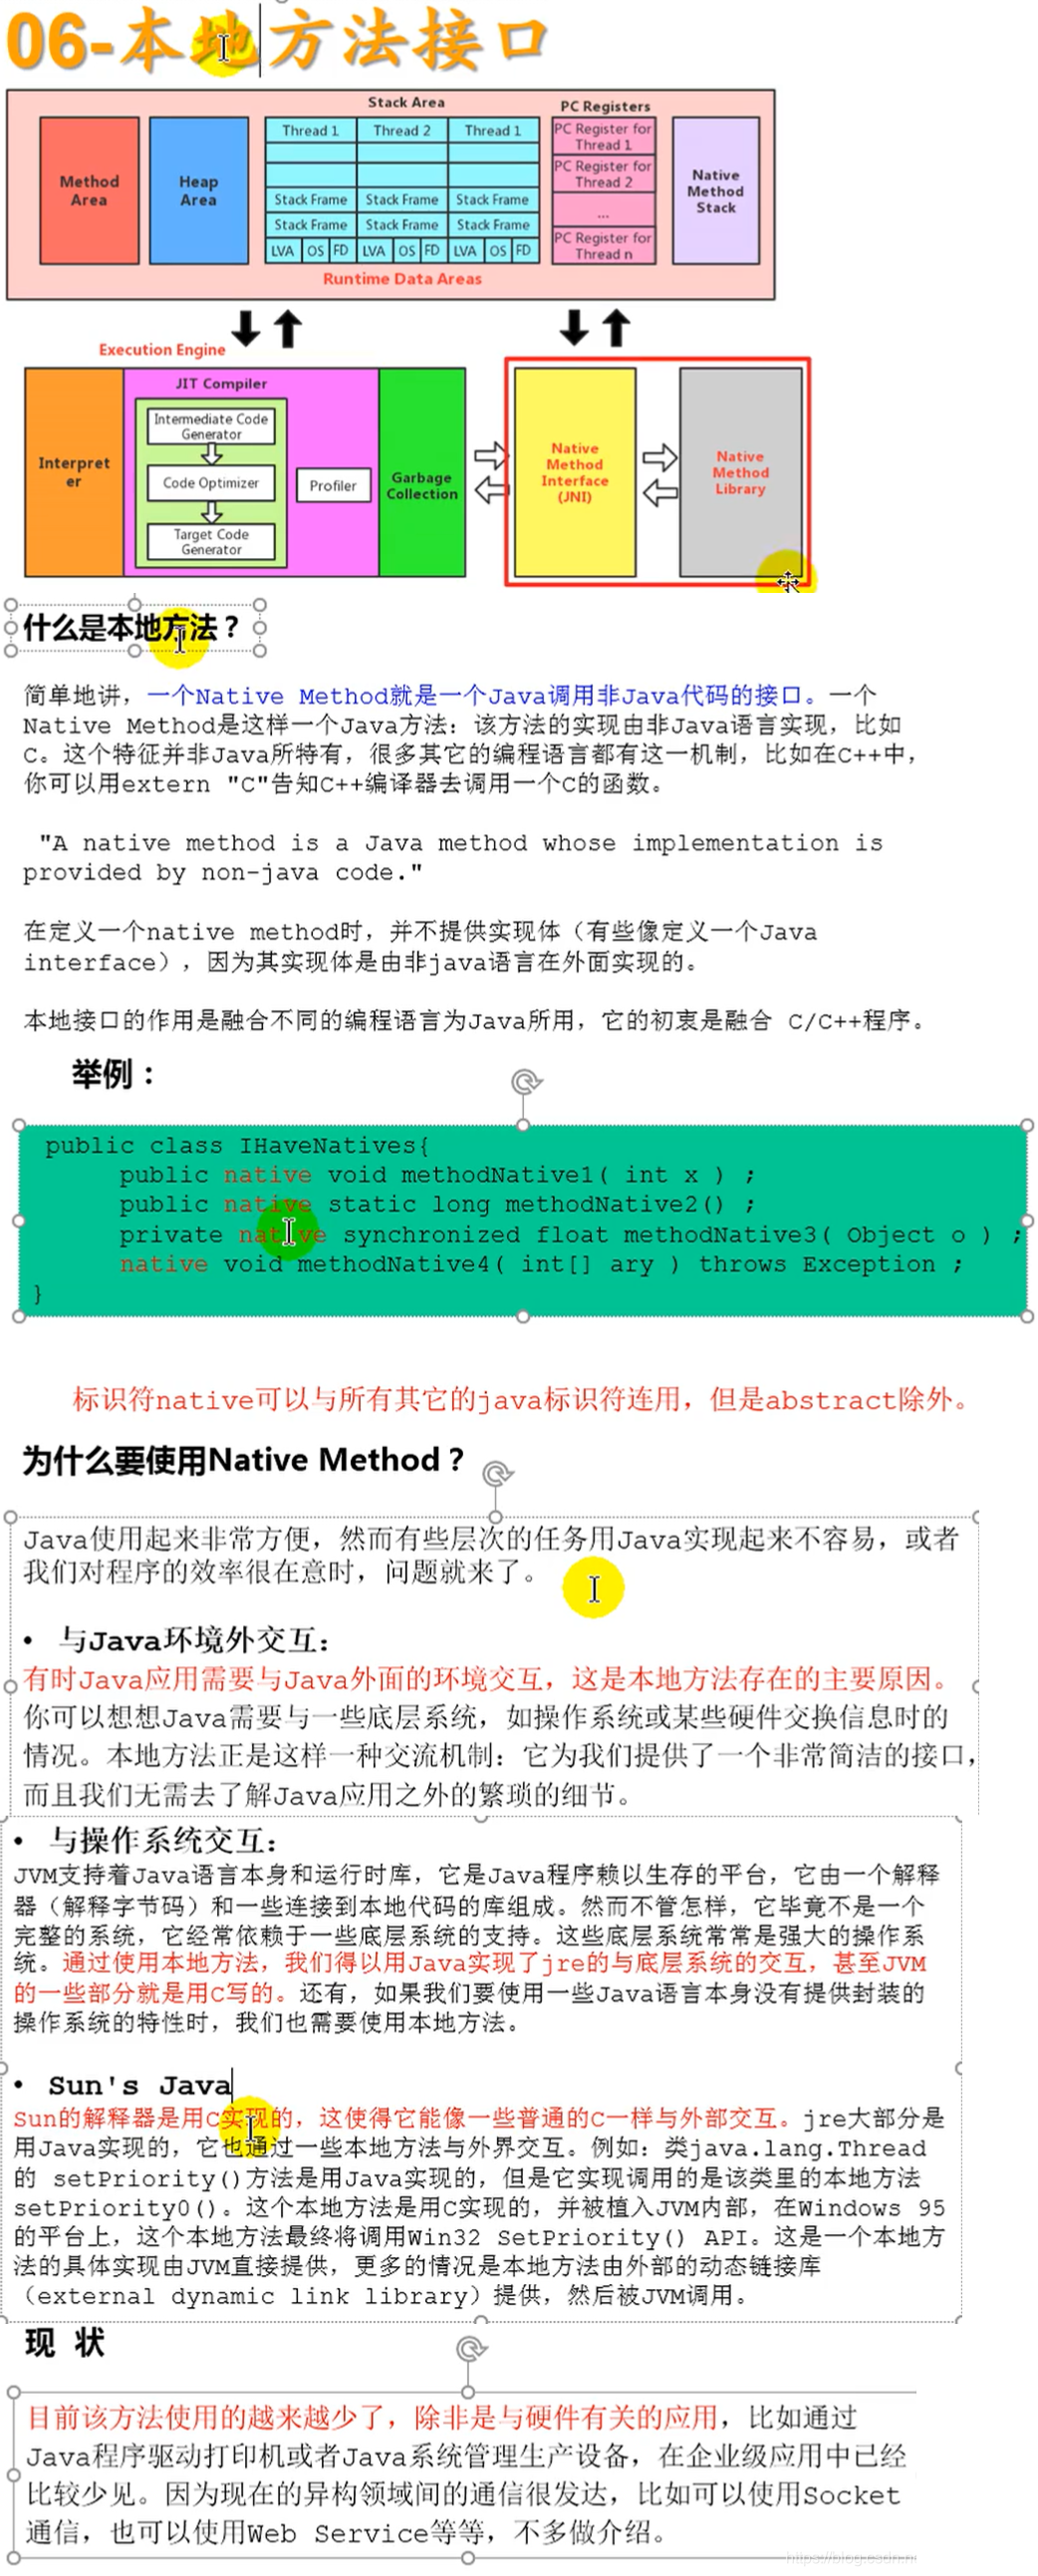 06-本地方法接口
Stack Area
PC Registers
Method Area
Heap Area
Thread 1 Thread 2 Thread 1
Stack Frame Stack Frame Stack Frame
Stack Frame Stack Frame Stack Frame
LVA OS FD LVA OS FD LVA OS FD
PC Register for Thread 1
PC Register for Thread 2
...
PC Register for Thread n
Native Method Stack
Runtime Data Areas
Execution Engine
Interpreter
JIT Compiler
Intermediate Code Generator
Code Optimizer
Target Code Generator
Profiler
Garbage Collection
Native Method Interface (JNI)
Native Method Library
什么是本地方法？
简单地讲，一个Native Method就是一个Java调用非Java代码的接口。一个
Native Method是这样一个Java方法：该方法的实现由非Java语言实现，比如
C。这个特征并非Java所特有，很多其它的编程语言都有这一机制，比如在C++中，
你可以用extern "C"告知C++编译器去调用一个C的函数。
"A native method is a Java method whose implementation is
provided by non-java code."
在定义一个native method时，并不提供实现体（有些像定义一个Java
interface），因为其实现体是由非java语言在外面实现的。
本地接口的作用是融合不同的编程语言为Java所用，它的初衷是融合 C/C++程序。
举例：
public class IHaveNatives{
public native void methodNative1( int x ) ;
public native static long methodNative2() ;
private native synchronized float methodNative3( Object o ) ;
native void methodNative4( int[] ary ) throws Exception ;
}
标识符native可以与所有其它的java标识符连用，但是abstract除外。
为什么要使用Native Method？
Java使用起来非常方便，然而有些层次的任务用Java实现起来不容易，或者
我们对程序的效率很在意时，问题就来了。
• 与Java环境外交互：
有时Java应用需要与Java外面的环境交互，这是本地方法存在的主要原因。
你可以想想Java需要与一些底层系统，如操作系统或某些硬件交换信息时的
情况。本地方法正是这样一种交流机制：它为我们提供了一个非常简洁的接口，
而且我们无需去了解Java应用之外的繁琐的细节。
• 与操作系统交互：
JVM支持着Java语言本身和运行时库，它是Java程序赖以生存的平台，它由一个解释
器（解释字节码）和一些连接到本地代码的库组成。然而不管怎样，它毕竟不是一个
完整的系统，它经常依赖于一些底层系统的支持。这些底层系统常常是强大的操作系
统。通过使用本地方法，我们得以用Java实现了jre的与底层系统的交互，甚至JVM
的一些部分就是用C写的。还有，如果我们要使用一些Java语言本身没有提供封装的
操作系统的特性时，我们也需要使用本地方法。
• Sun's Java
Sun的解释器是用C实现的，这使得它能像一些普通的C一样与外部交互。jre大部分是
用Java实现的，它也通过一些本地方法与外界交互。例如：类java.lang.Thread
的 setPriority()方法是用Java实现的，但是它实现调用的是该类里的本地方法
setPriority0()。这个本地方法是用C实现的，并被植入JVM内部，在Windows 95
的平台上，这个本地方法最终将调用Win32 SetPriority() API。这是一个本地方
法的具体实现由JVM直接提供，更多的情况是本地方法由外部的动态链接库
（external dynamic link library）提供，然后被JVM调用。
现 状
目前该方法使用的越来越少了，除非是与硬件有关的应用，比如通过
Java程序驱动打印机或者Java系统管理生产设备，在企业级应用中已经
比较少见。因为现在的异构领域间的通信很发达，比如可以使用Socket
通信，也可以使用Web Service等等，不多做介绍。